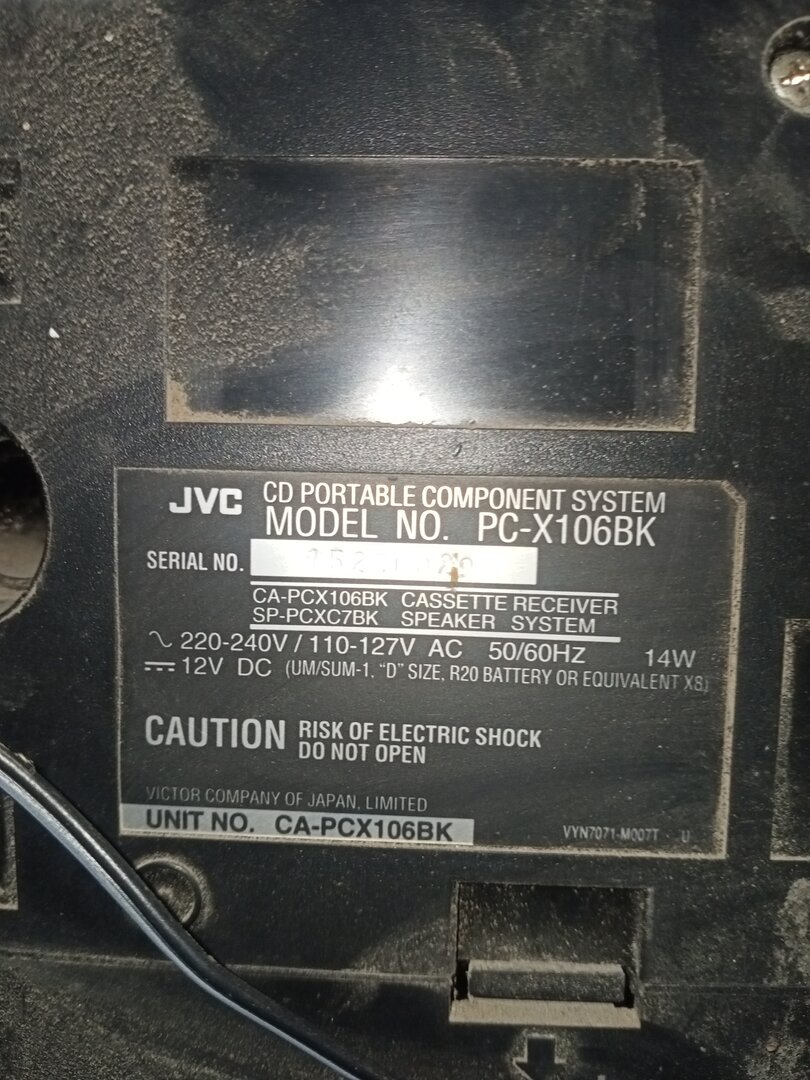 JVC CD PORTABLE COMPONENT SYSTEM
MODEL NO. PC-X106BK
SERIAL NO.
CA-PCX106BK CASSETTE RECEIVER
SP-PCXC7BK SPEAKER SYSTEM
~ 220-240V / 110-127V AC 50/60Hz 14W
⎓ 12V DC (UM/SUM-1, “D” SIZE, R20 BATTERY OR EQUIVALENT X8)
CAUTION RISK OF ELECTRIC SHOCK
DO NOT OPEN
VICTOR COMPANY OF JAPAN, LIMITED
UNIT NO. CA-PCX106BK VYN7071-M007T U